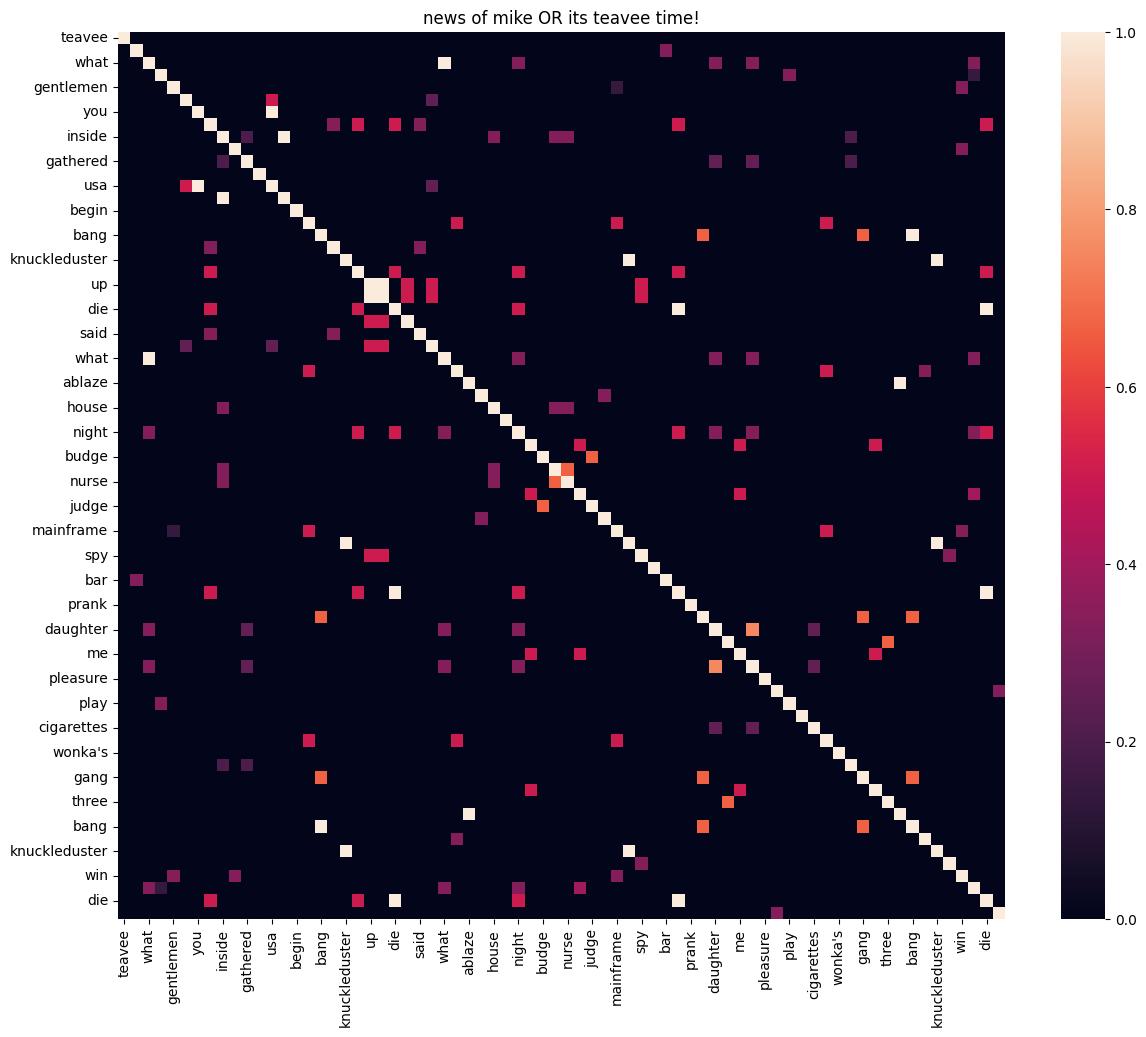 news of mike OR its teavee time!
teavee
what
gentlemen
you
inside
gathered
usa
begin
bang
knuckleduster
up
die
said
what
ablaze
house
night
budge
nurse
judge
mainframe
spy
bar
prank
daughter
me
pleasure
play
cigarettes
wonka's
gang
three
bang
knuckleduster
win
die
1.0
0.8
0.6
0.4
0.2
0.0
teavee
what
gentlemen
you
inside
gathered
usa
begin
bang
knuckleduster
up
die
said
what
ablaze
house
night
budge
nurse
judge
mainframe
spy
bar
prank
daughter
me
pleasure
play
cigarettes
wonka's
gang
three
bang
knuckleduster
win
die